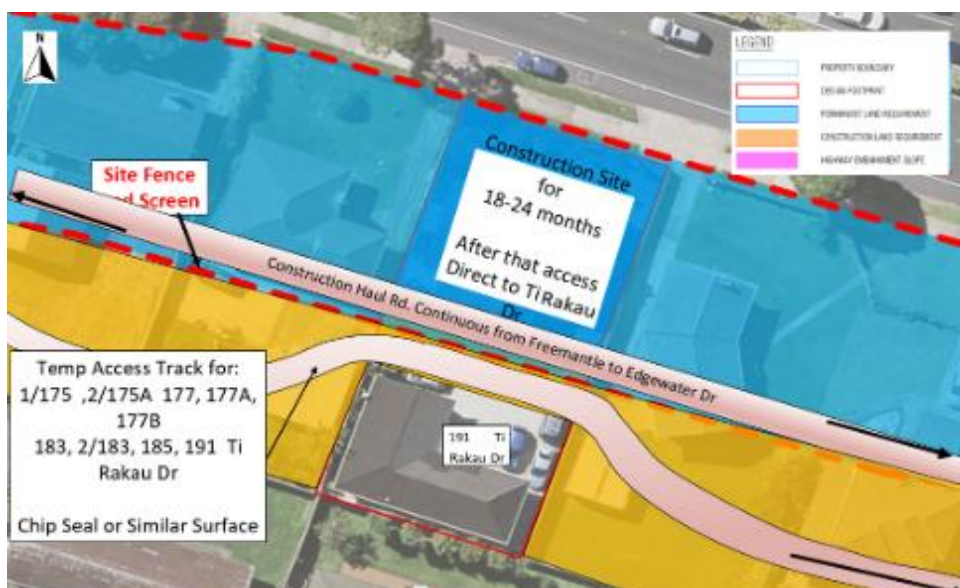 N
LEGEND
PROPERTY BOUNDARY
DESIGN FOOTPRINT
PERMANENT LAND REQUIREMENT
CONSTRUCTION LAND REQUIREMENT
HIGHWAY EMBANKMENT SLOPE
Construction Site
for
18-24 months
After that access
Direct to Ti Rakau
Dr
Site Fence
Screen
Construction Haul Rd. Continuous from Freemantle to Edgewater Dr
Temp Access Track for:
1/175 ,2/175A 177, 177A,
177B
183, 2/183, 185, 191 Ti
Rakau Dr
Chip Seal or Similar Surface
191 Ti
Rakau Dr